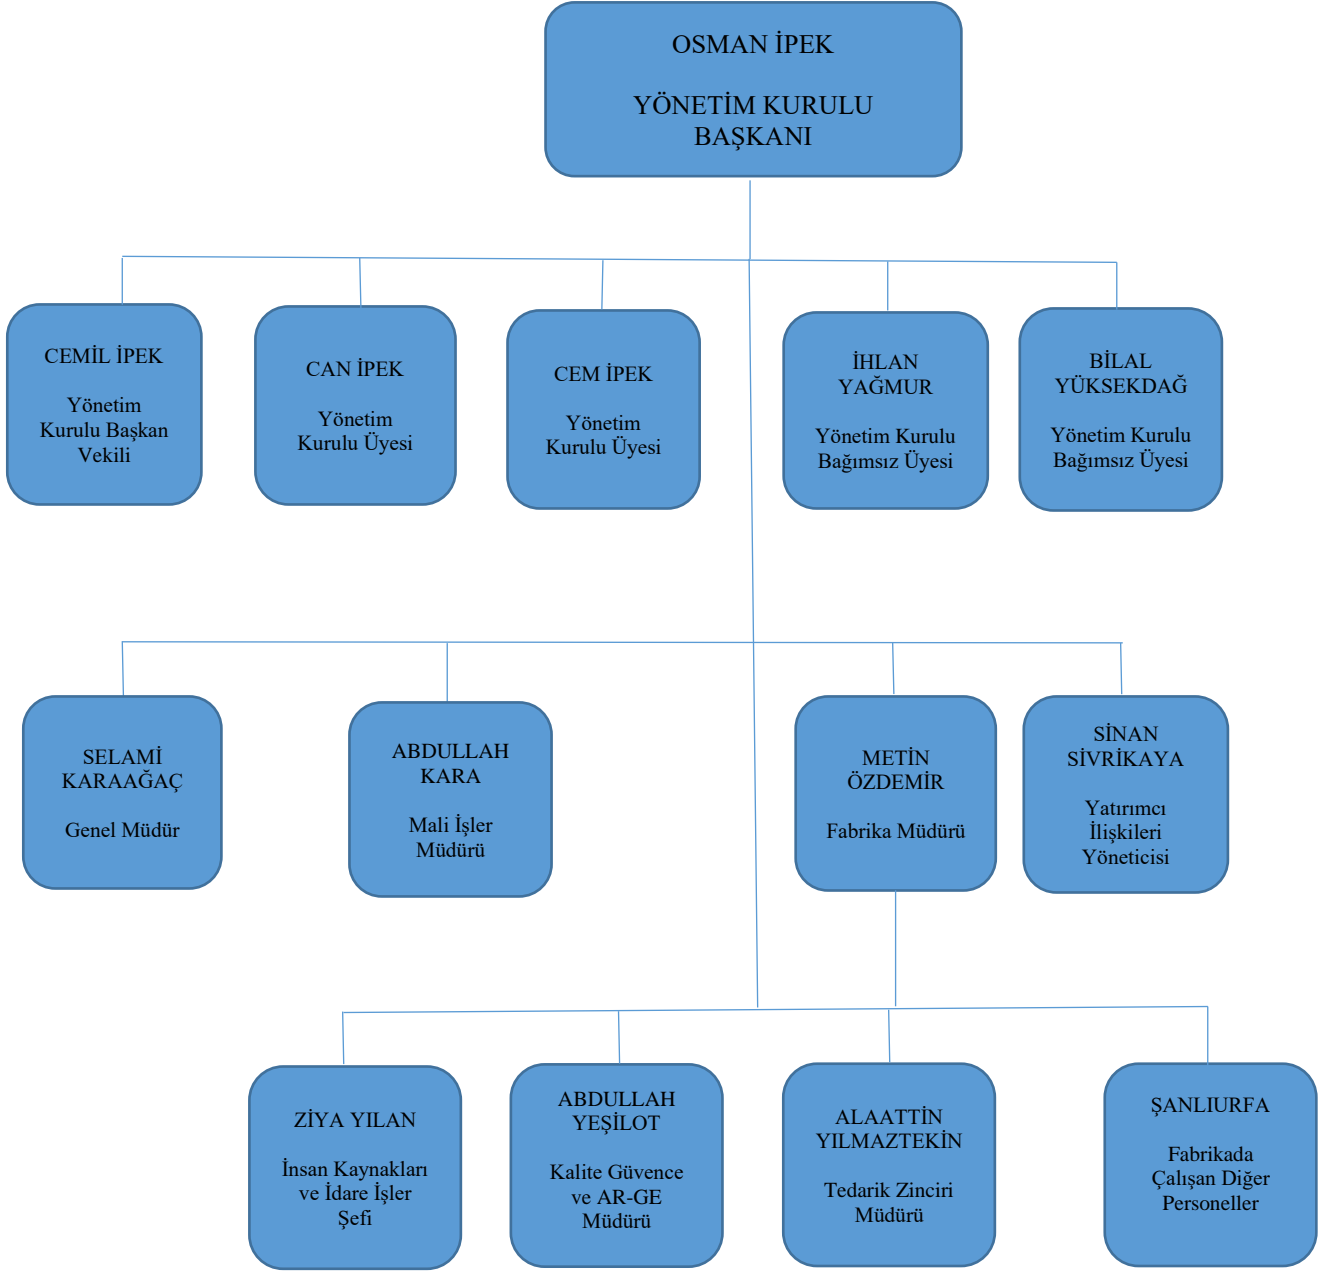 OSMAN İPEK
YÖNETİM KURULU
BAŞKANI
CEMİL İPEK
Yönetim
Kurulu Başkan
Vekili
CAN İPEK
Yönetim
Kurulu Üyesi
CEM İPEK
Yönetim
Kurulu Üyesi
İHLAN
YAĞMUR
Yönetim Kurulu
Bağımsız Üyesi
BİLAL
YÜKSEKDAĞ
Yönetim Kurulu
Bağımsız Üyesi
SELAMİ
KARAAĞAÇ
Genel Müdür
ABDULLAH
KARA
Mali İşler
Müdürü
METİN
ÖZDEMİR
Fabrika Müdürü
SİNAN
SİVRİKAYA
Yatırımcı
İlişkileri
Yöneticisi
ZİYA YILAN
İnsan Kaynakları
ve İdare İşler
Şefi
ABDULLAH
YEŞİLOT
Kalite Güvence
ve AR-GE
Müdürü
ALAATTİN
YILMAZTEKİN
Tedarik Zinciri
Müdürü
ŞANLIURFA
Fabrikada
Çalışan Diğer
Personeller